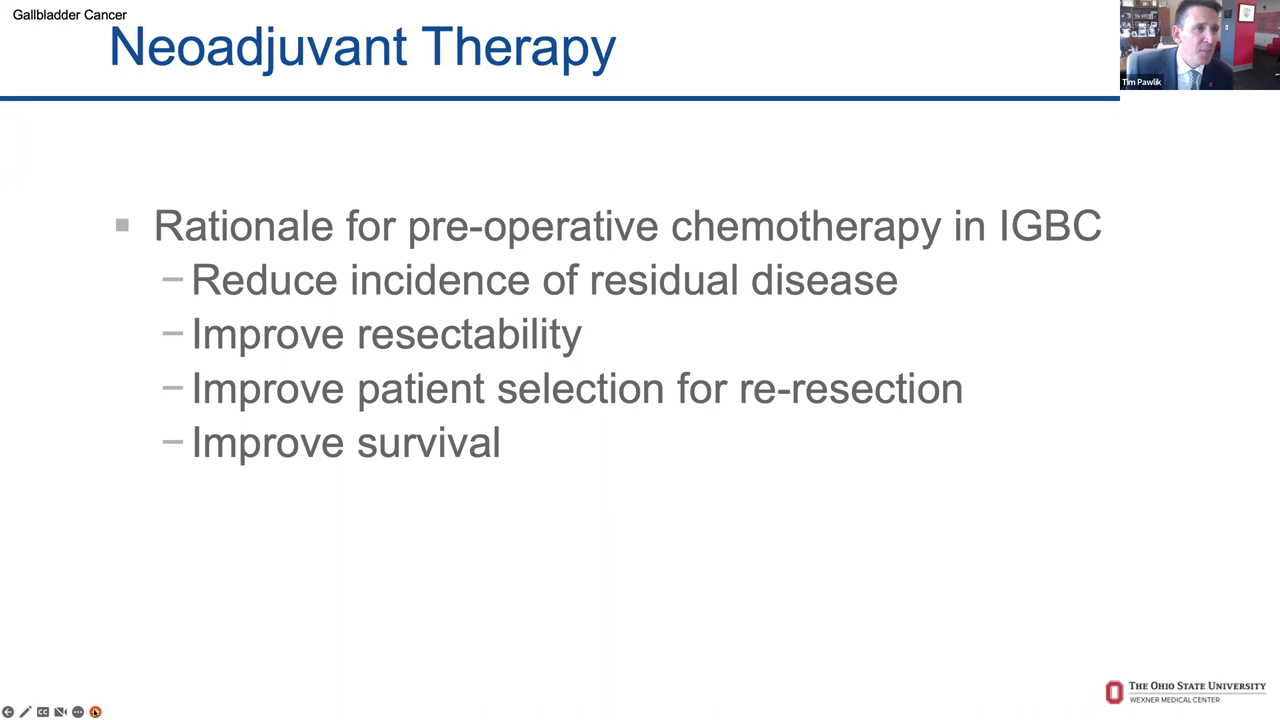 Gallbladder Cancer
Neoadjuvant Therapy
Tim Pawlik
Rationale for pre-operative chemotherapy in IGBC
Reduce incidence of residual disease
Improve resectability
Improve patient selection for re-resection
Improve survival
THE OHIO STATE UNIVERSITY
WEXNER MEDICAL CENTER
CC